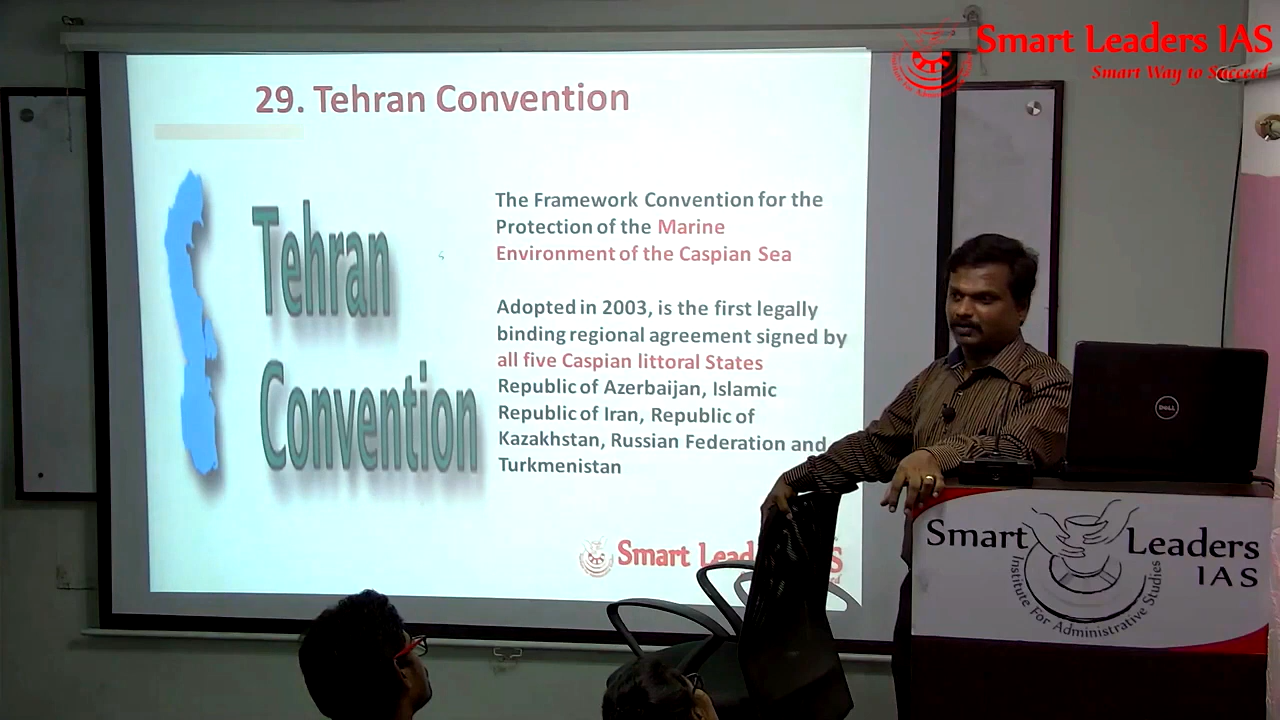 Smart Leaders IAS
Smart Way to Succeed
29. Tehran Convention
Tehran
Convention
The Framework Convention for the
Protection of the Marine
Environment of the Caspian Sea
Adopted in 2003, is the first legally
binding regional agreement signed by
all five Caspian littoral States
Republic of Azerbaijan, Islamic
Republic of Iran, Republic of
Kazakhstan, Russian Federation and
Turkmenistan
Smart
DELL
Smart Leaders
IAS
Institute For Administrative Studies